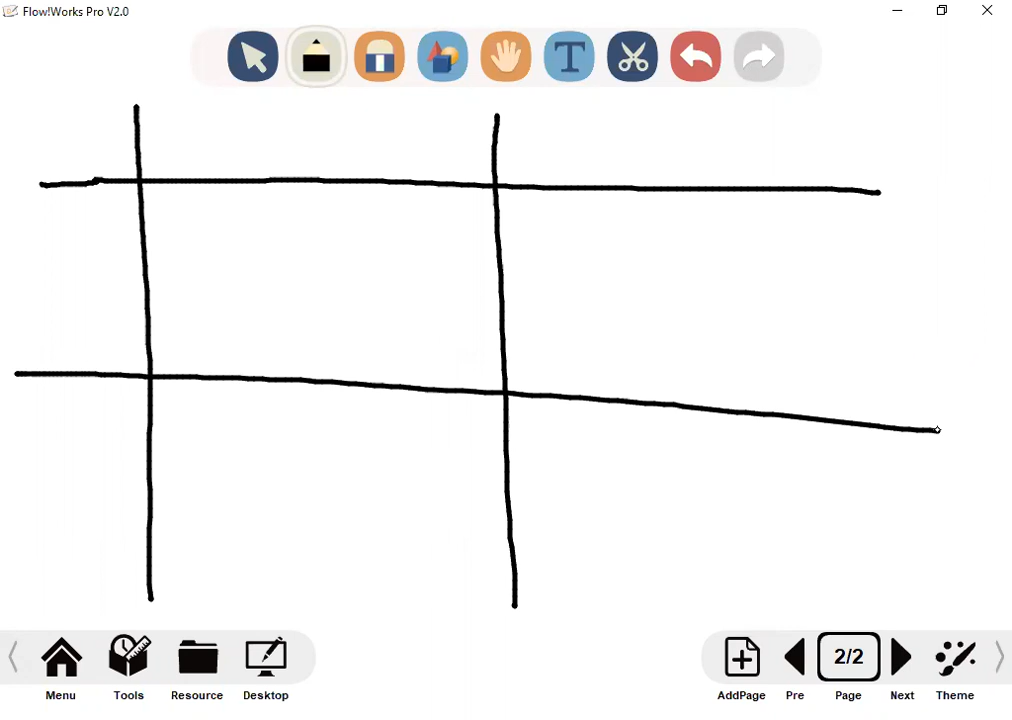 Flow!Works Pro V2.0
T
Menu Tools Resource Desktop AddPage Pre 2/2 Page Next Theme